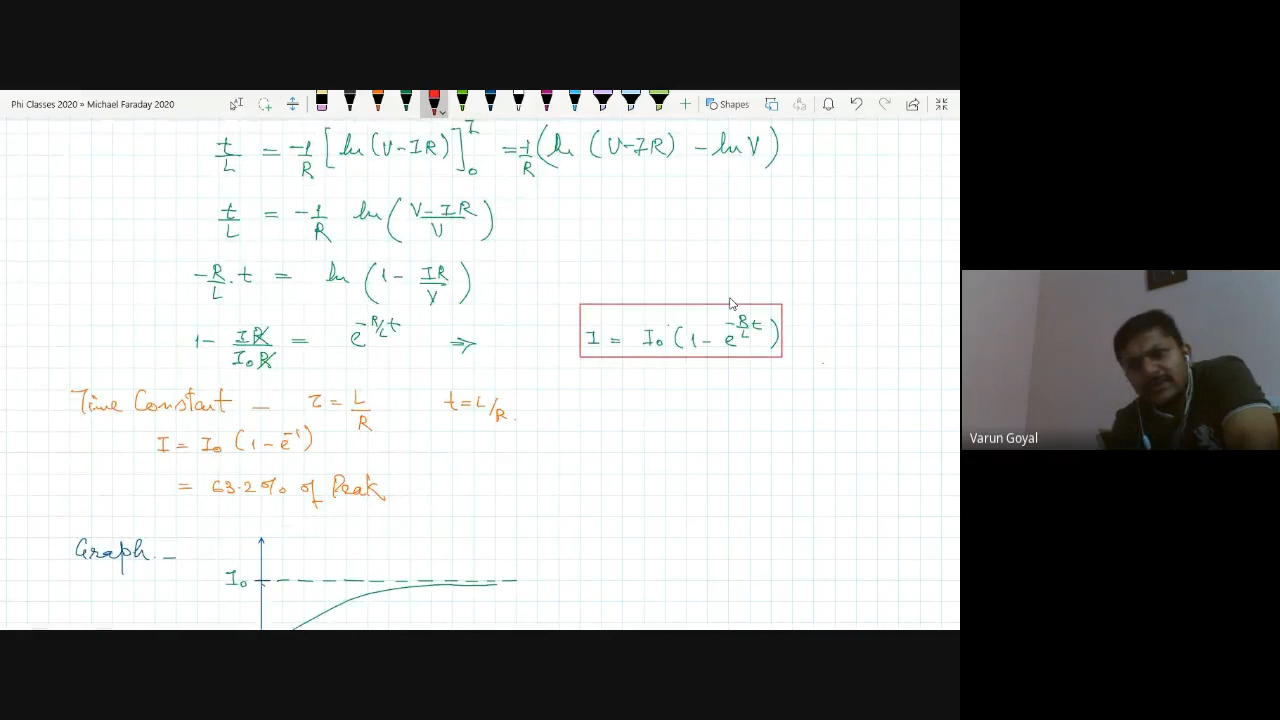 Phi Classes 2020 » Michael Faraday 2020
Shapes
t/L = -1/R [ln(V-IR)]₀ᴵ = -1/R (ln (V-IR) - ln V)
t/L = -1/R ln((V-IR)/V)
-R/L . t = ln (1 - IR/V)
1 - IR/I₀R = e^(-R/L t) ⇒ I = I₀ (1 - e^(-R/L t))
Time Constant - τ = L/R t = L/R.
I = I₀ (1 - e⁻¹)
= 63.2% of Peak
Graph. -
I₀
Varun Goyal